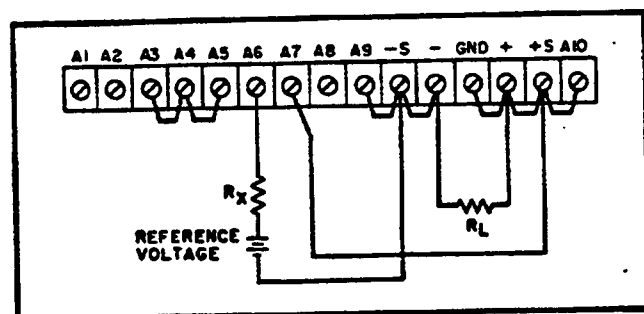 A1 A2 A3 A4 A5 A6 A7 A8 A9 –S – GND + +S A10
RX
REFERENCE
VOLTAGE
RL